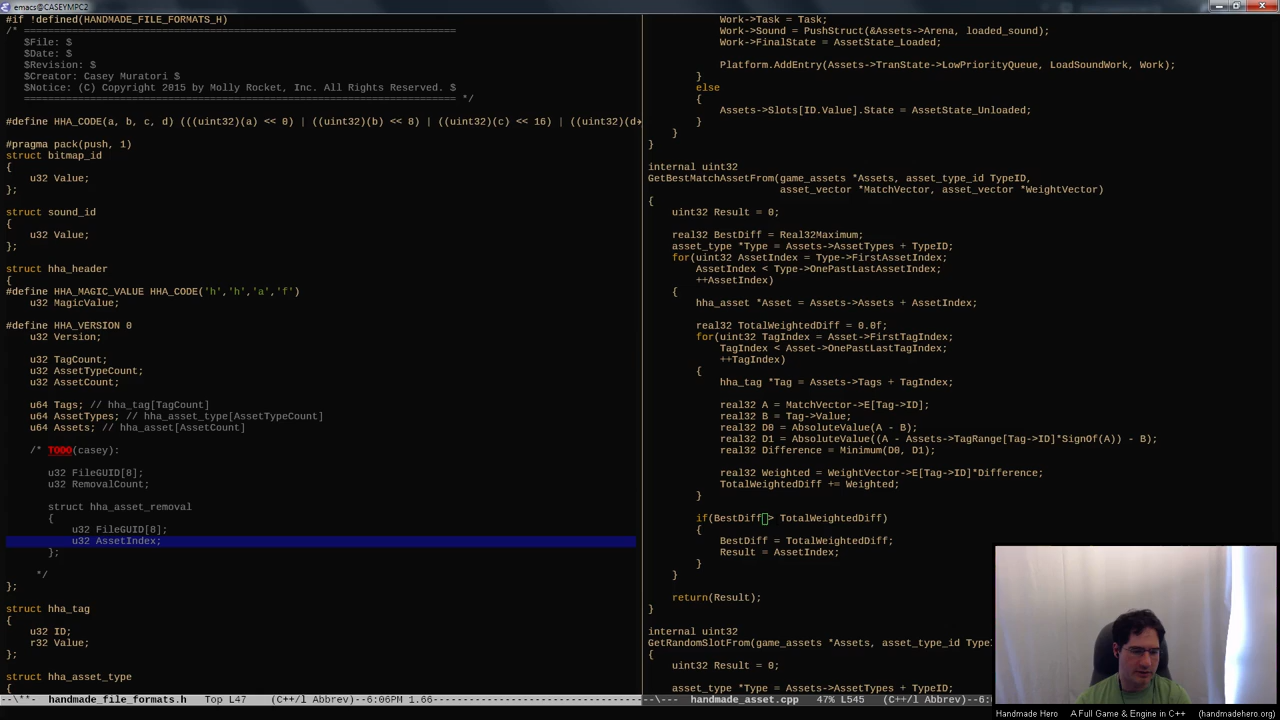 emacs@CASEYMPC2
#if !defined(HANDMADE_FILE_FORMATS_H)
/* ========================================================================
$File: $
$Date: $
$Revision: $
$Creator: Casey Muratori $
$Notice: (C) Copyright 2015 by Molly Rocket, Inc. All Rights Reserved. $
======================================================================== */
#define HHA_CODE(a, b, c, d) (((uint32)(a) << 0) | ((uint32)(b) << 8) | ((uint32)(c) << 16) | ((uint32)(d
#pragma pack(push, 1)
struct bitmap_id
{
u32 Value;
};
struct sound_id
{
u32 Value;
};
struct hha_header
{
#define HHA_MAGIC_VALUE HHA_CODE('h','h','a','f')
u32 MagicValue;
#define HHA_VERSION 0
u32 Version;
u32 TagCount;
u32 AssetTypeCount;
u32 AssetCount;
u64 Tags; // hha_tag[TagCount]
u64 AssetTypes; // hha_asset_type[AssetTypeCount]
u64 Assets; // hha_asset[AssetCount]
/* TODO(casey):
u32 FileGUID[8];
u32 RemovalCount;
struct hha_asset_removal
{
u32 FileGUID[8];
u32 AssetIndex;
};
*/
};
struct hha_tag
{
u32 ID;
r32 Value;
};
struct hha_asset_type
{
-\**- handmade_file_formats.h Top L47 (C++/l Abbrev)--6:06PM 1.66
Work->Task = Task;
Work->Sound = PushStruct(&Assets->Arena, loaded_sound);
Work->FinalState = AssetState_Loaded;
Platform.AddEntry(Assets->TranState->LowPriorityQueue, LoadSoundWork, Work);
}
else
{
Assets->Slots[ID.Value].State = AssetState_Unloaded;
}
}
}
internal uint32
GetBestMatchAssetFrom(game_assets *Assets, asset_type_id TypeID,
asset_vector *MatchVector, asset_vector *WeightVector)
{
uint32 Result = 0;
real32 BestDiff = Real32Maximum;
asset_type *Type = Assets->AssetTypes + TypeID;
for(uint32 AssetIndex = Type->FirstAssetIndex;
AssetIndex < Type->OnePastLastAssetIndex;
++AssetIndex)
{
hha_asset *Asset = Assets->Assets + AssetIndex;
real32 TotalWeightedDiff = 0.0f;
for(uint32 TagIndex = Asset->FirstTagIndex;
TagIndex < Asset->OnePastLastTagIndex;
++TagIndex)
{
hha_tag *Tag = Assets->Tags + TagIndex;
real32 A = MatchVector->E[Tag->ID];
real32 B = Tag->Value;
real32 D0 = AbsoluteValue(A - B);
real32 D1 = AbsoluteValue((A - Assets->TagRange[Tag->ID]*SignOf(A)) - B);
real32 Difference = Minimum(D0, D1);
real32 Weighted = WeightVector->E[Tag->ID]*Difference;
TotalWeightedDiff += Weighted;
}
if(BestDiff > TotalWeightedDiff)
{
BestDiff = TotalWeightedDiff;
Result = AssetIndex;
}
}
return(Result);
}
internal uint32
GetRandomSlotFrom(game_assets *Assets, asset_type_id TypeI
{
uint32 Result = 0;
asset_type *Type = Assets->AssetTypes + TypeID;
--\--- handmade_asset.cpp 47% L545 (C++/l Abbrev)--6:0
Handmade Hero A Full Game & Engine in C++ (handmadehero.org)